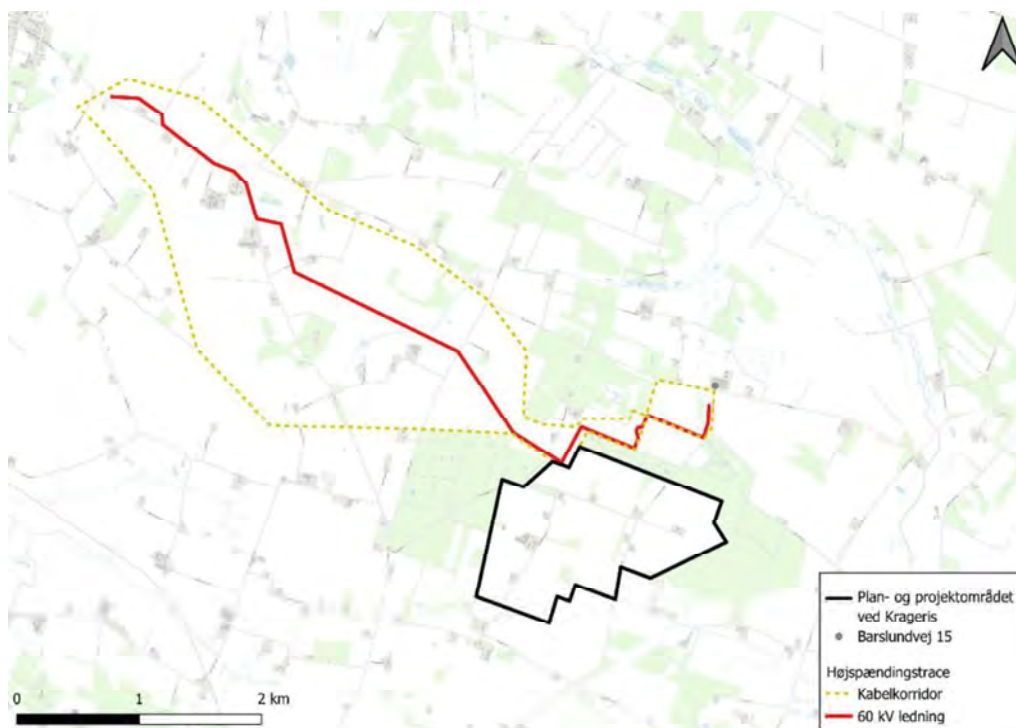 Plan- og projektområdet
ved Krageris
Barslundvej 15
Højspændingstrace
Kabelkorridor
60 kV ledning
0 1 2 km